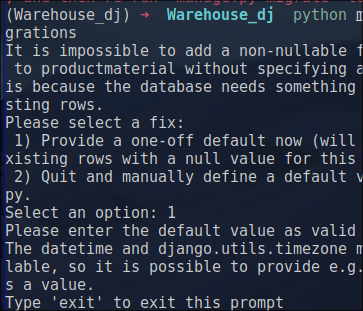 (Warehouse_dj) → Warehouse_dj python m
grations
It is impossible to add a non-nullable f
 to productmaterial without specifying a
is because the database needs something
sting rows.
Please select a fix:
 1) Provide a one-off default now (will
xisting rows with a null value for this
 2) Quit and manually define a default v
py.
Select an option: 1
Please enter the default value as valid
The datetime and django.utils.timezone m
lable, so it is possible to provide e.g.
s a value.
Type 'exit' to exit this prompt